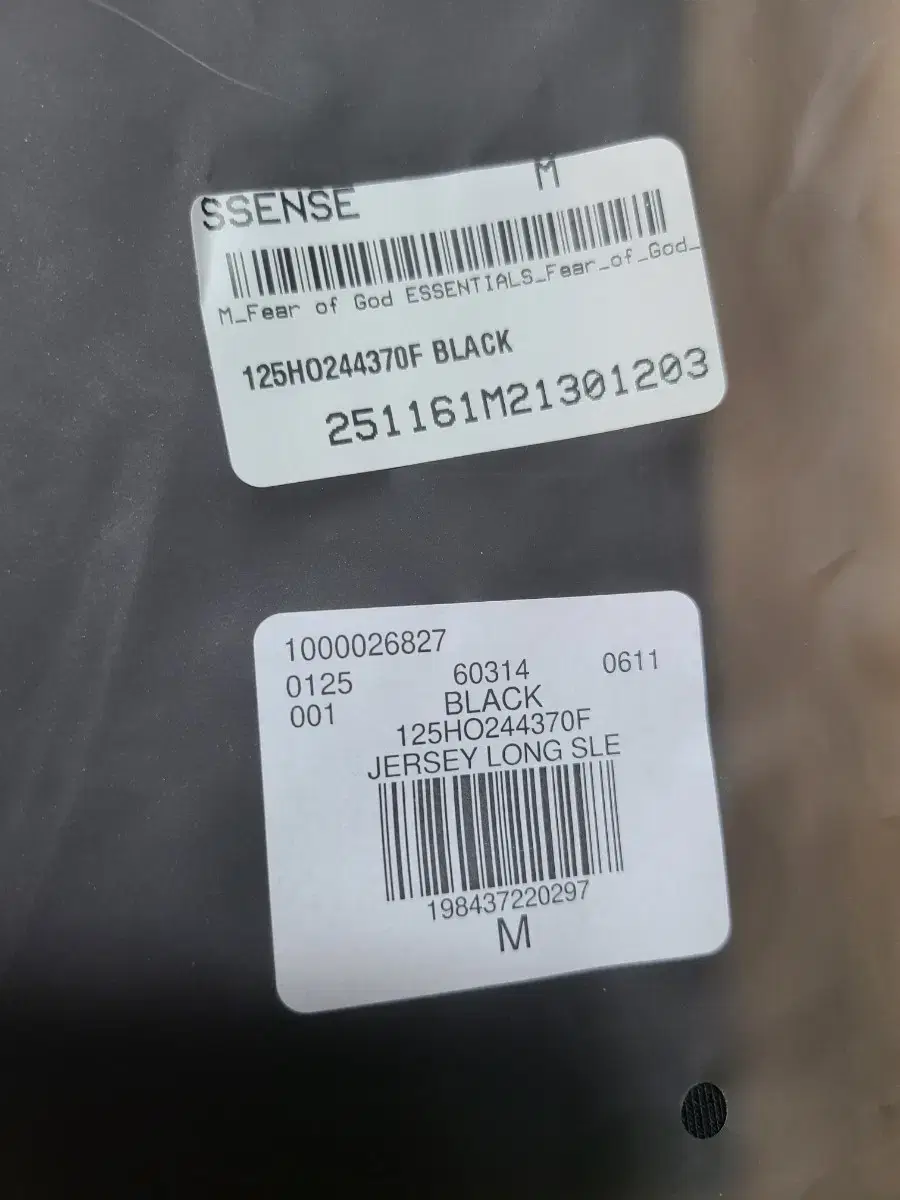 SSENSE M
M_Fear of God ESSENTIALS_Fear_of_God_
125HO244370F BLACK
251161M21301203
1000026827
0125 60314 0611
001 BLACK
125HO244370F
JERSEY LONG SLE
198437220297
M